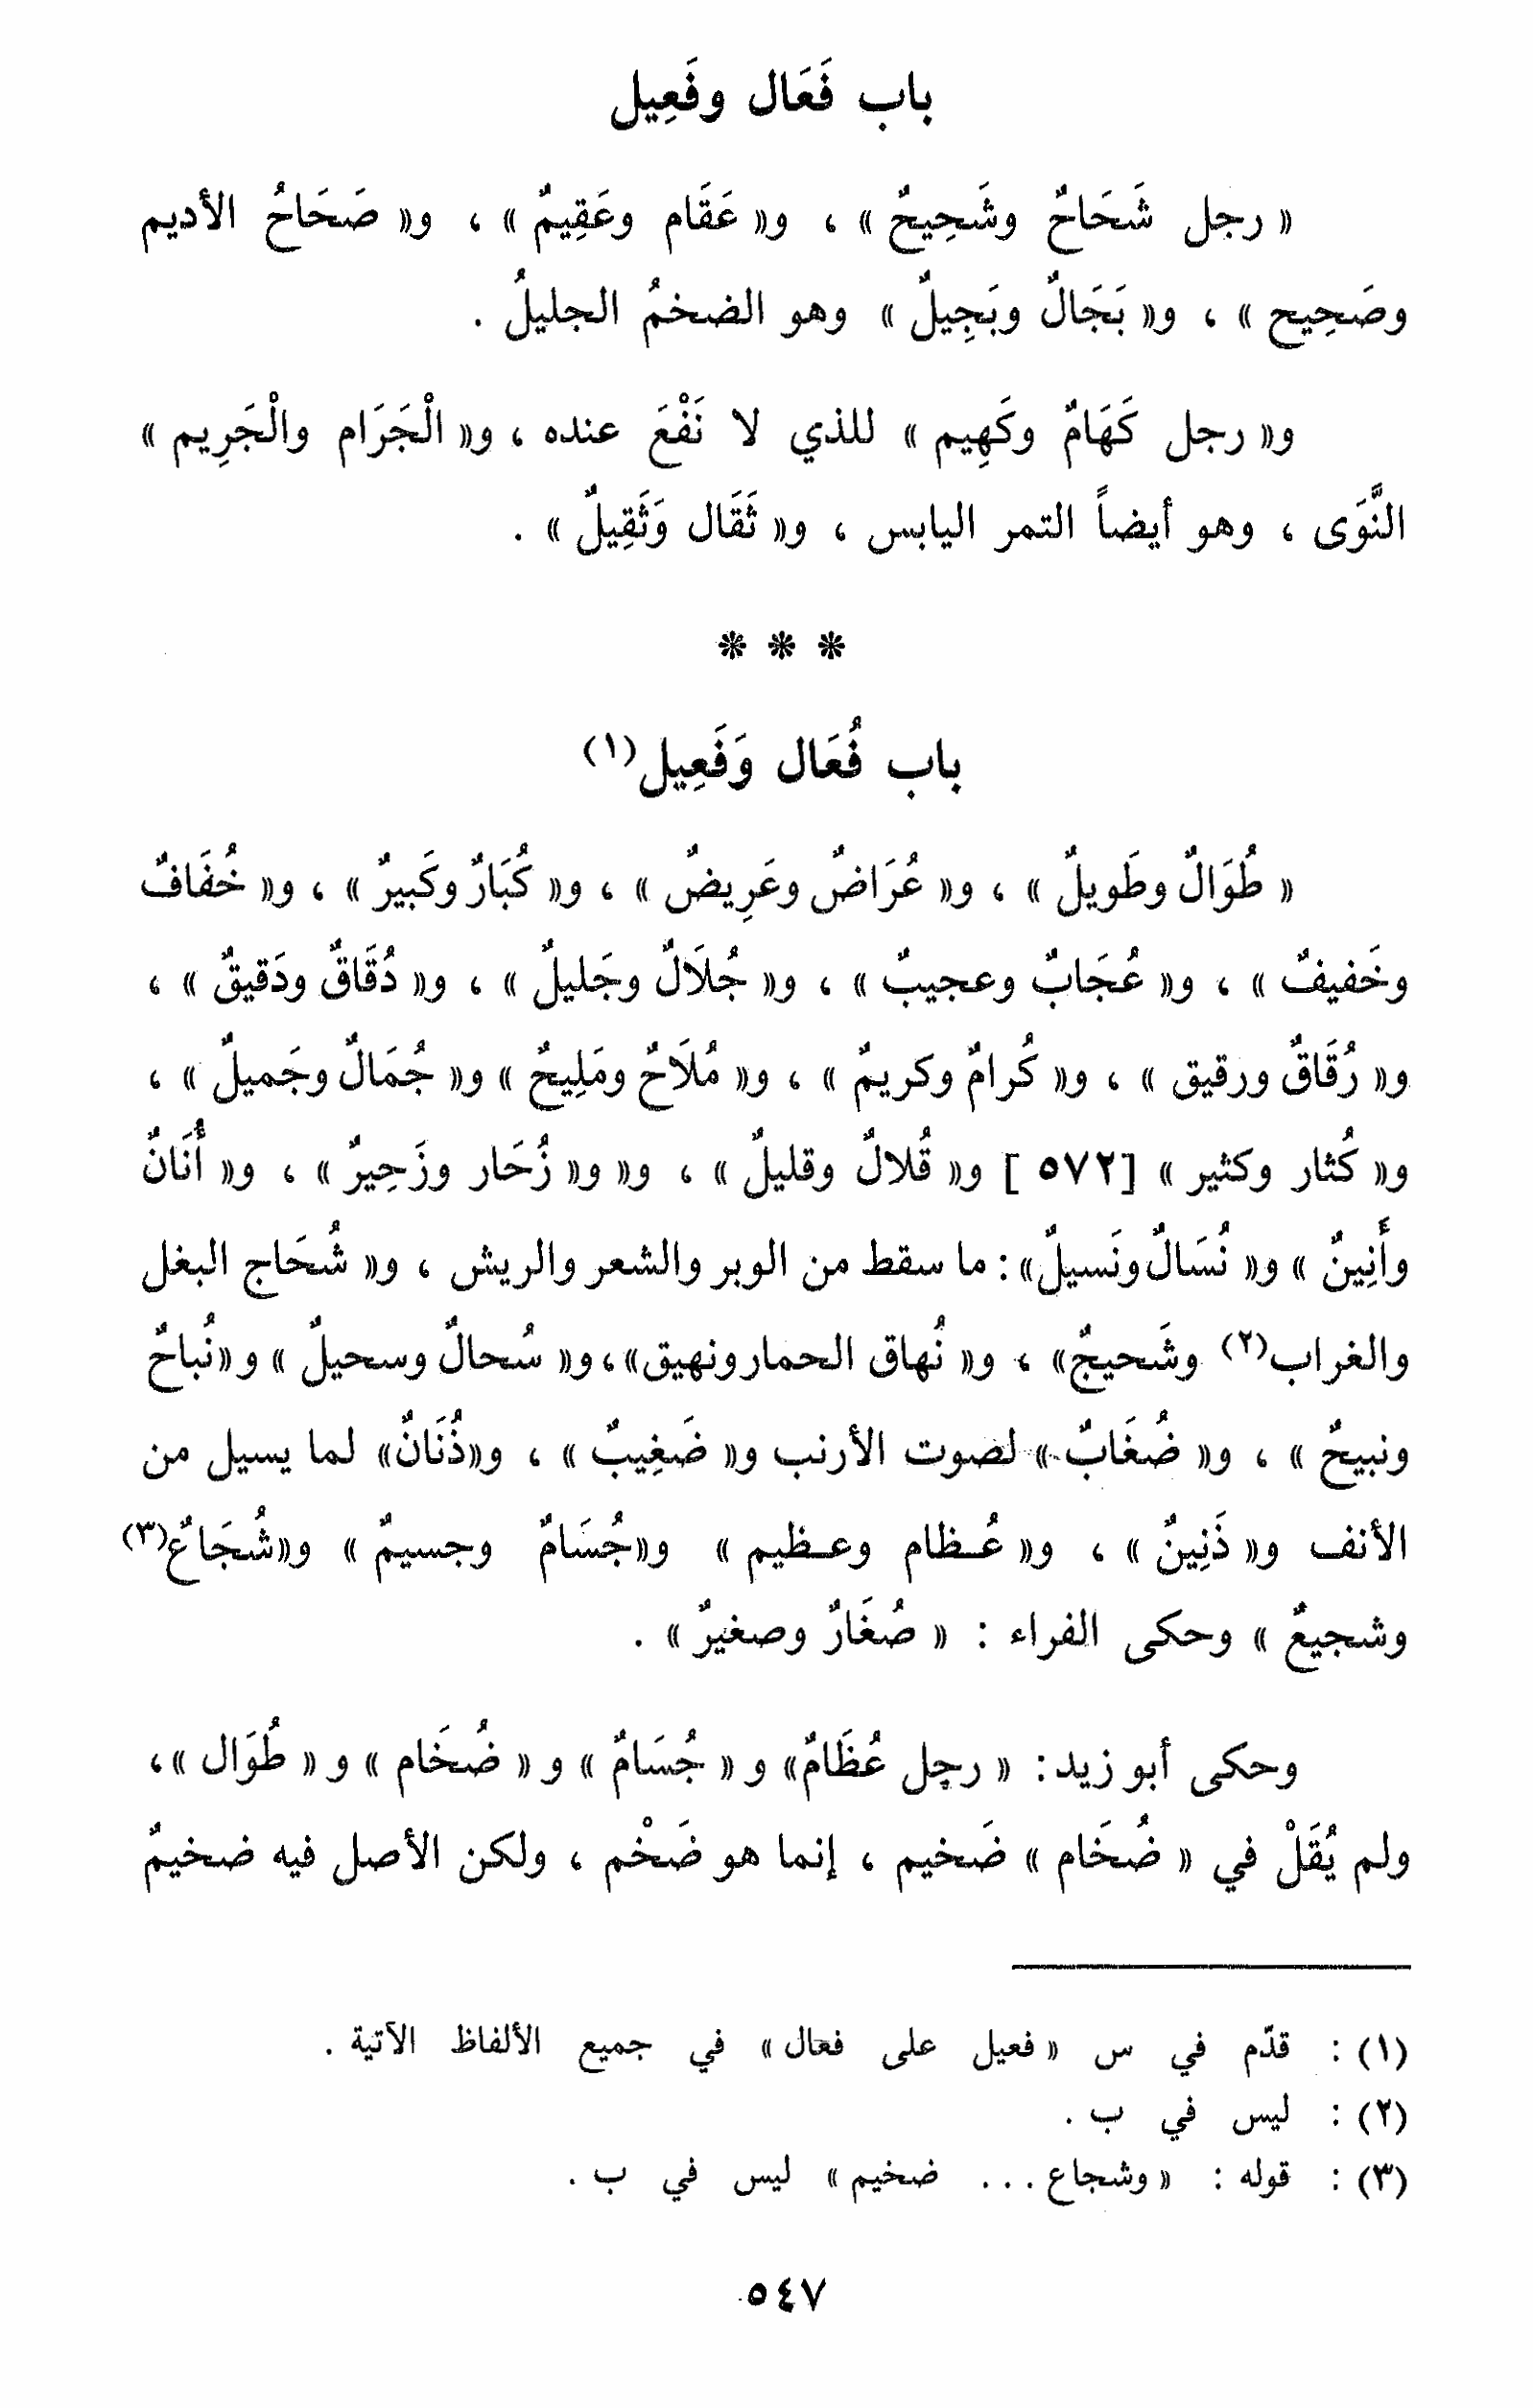 باب فَعَال وفَعِيل
« رجل شَحَاحٌ وشَحِيحٌ » ، و« عَقَام وعَقِيمٌ » ، و« صَحَاحُ الأديم
وصَحِيح » ، و« بَجَالٌ وبَجِيلٌ » وهو الضخمُ الجليلُ .
و« رجل كَهَامٌ وكَهِيم » للذي لا نَفْعَ عنده ، و« الْجَرَام والْجَرِيم »
النَّوَى ، وهو أيضاً التمر اليابس ، و« ثَقَال وَثَقِيلٌ » .
* * *
باب فُعَال وَفَعِيل(١)
« طُوَالٌ وطَويلٌ » ، و« عُرَاضٌ وعَرِيضٌ » ، و« كُبَارٌ وكَبيرٌ » ، و« خُفَافٌ
وخَفيفٌ » ، و« عُجَابٌ وعجيبٌ » ، و« جُلَالٌ وجَليلٌ » ، و« دُقَاقٌ ودَقيقٌ » ،
و« رُقَاقٌ ورقيق » ، و« كُرامٌ وكريمٌ » ، و« مُلَاحٌ ومَلِيحٌ » و« جُمَالٌ وجَميلٌ » ،
و« كُثار وكثير » [٥٧٢ ] و« قُلالٌ وقليلٌ » ، و« و« زُحَار وزَحِيرٌ » ، و« أُنَانٌ
وأَنِينٌ » و« نُسَالٌ ونَسيلٌ» : ما سقط من الوبر والشعر والريش ، و« شُحَاج البغل
والغراب(٢) وشَحيجٌ» ، و« نُهاق الحمار ونهيق» ،و« سُحالٌ وسحيلٌ » و «نُباحٌ
ونبيحٌ » ، و« ضُغَابٌ » لصوت الأرنب و« ضَغِيبٌ » ، و«ذُنَانٌ» لما يسيل من
الأنف و« ذَنِينٌ » ، و« عُـظام وعـظيم » و«جُسَامٌ وجسيمٌ » و«شُجَاعٌ(٣)
وشجيعٌ » وحكى الفراء : « صُغَارٌ وصغيرٌ » .
وحكى أبو زيد: « رجل عُظَامٌ» و « جُسَامٌ » و « ضُخَام » و « طُوَال »،
ولم يُقَلْ في « ضُخَام » ضَخيم ، إنما هو ضَخْم ، ولكن الأصل فيه ضخيمٌ
(١) : قدّم في س « فعيل على فعال » في جميع الألفاظ الآتية .
(٢) : ليس في ب .
(٣) : قوله : « وشجاع . . . ضخيم » ليس في ب .
٥٤٧